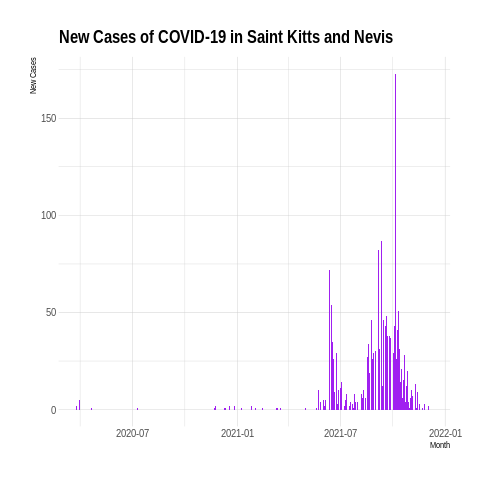 New Cases of COVID-19 in Saint Kitts and Nevis
New Cases
150
100
50
0
2020-07
2021-01
2021-07
2022-01
Month